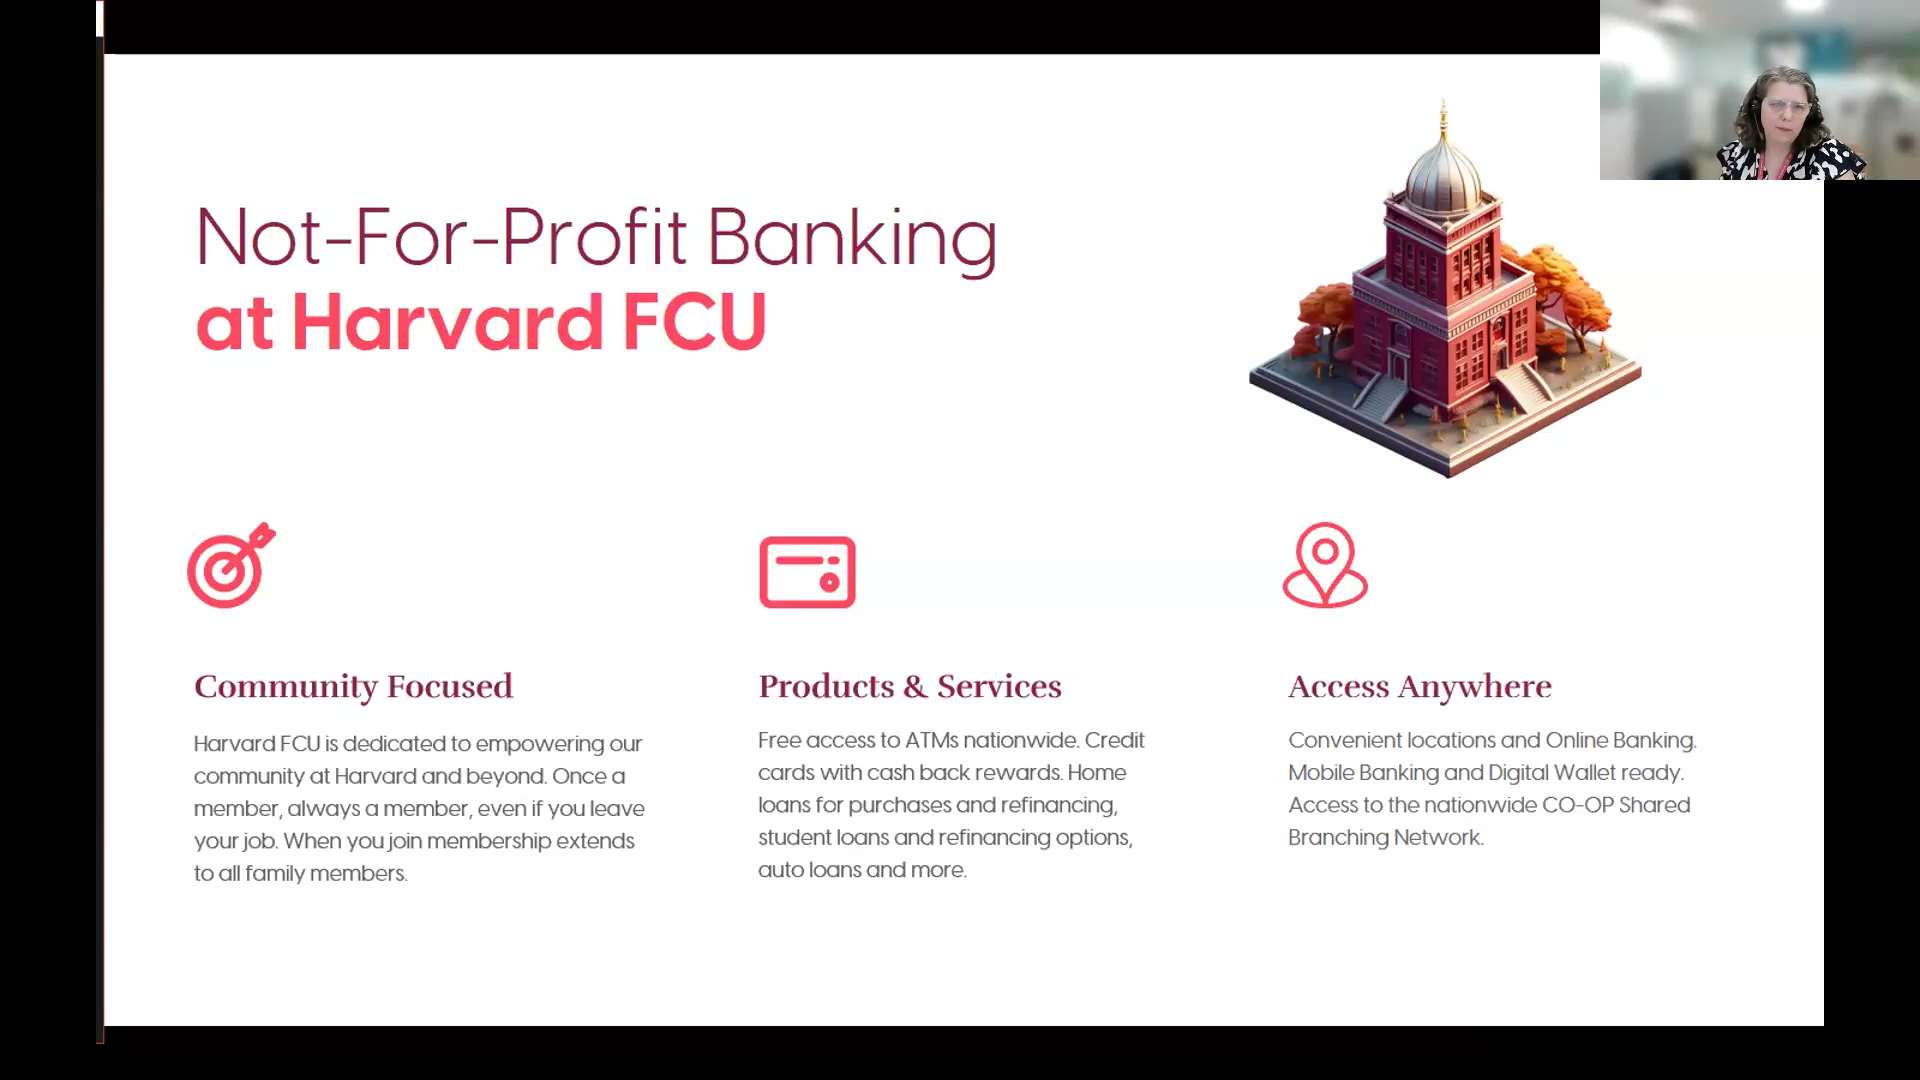 Not-For-Profit Banking
at Harvard FCU
Community Focused
Harvard FCU is dedicated to empowering our
community at Harvard and beyond. Once a
member, always a member, even if you leave
your job. When you join membership extends
to all family members.
Products & Services
Free access to ATMs nationwide. Credit
cards with cash back rewards. Home
loans for purchases and refinancing,
student loans and refinancing options,
auto loans and more.
Access Anywhere
Convenient locations and Online Banking.
Mobile Banking and Digital Wallet ready.
Access to the nationwide CO-OP Shared
Branching Network.